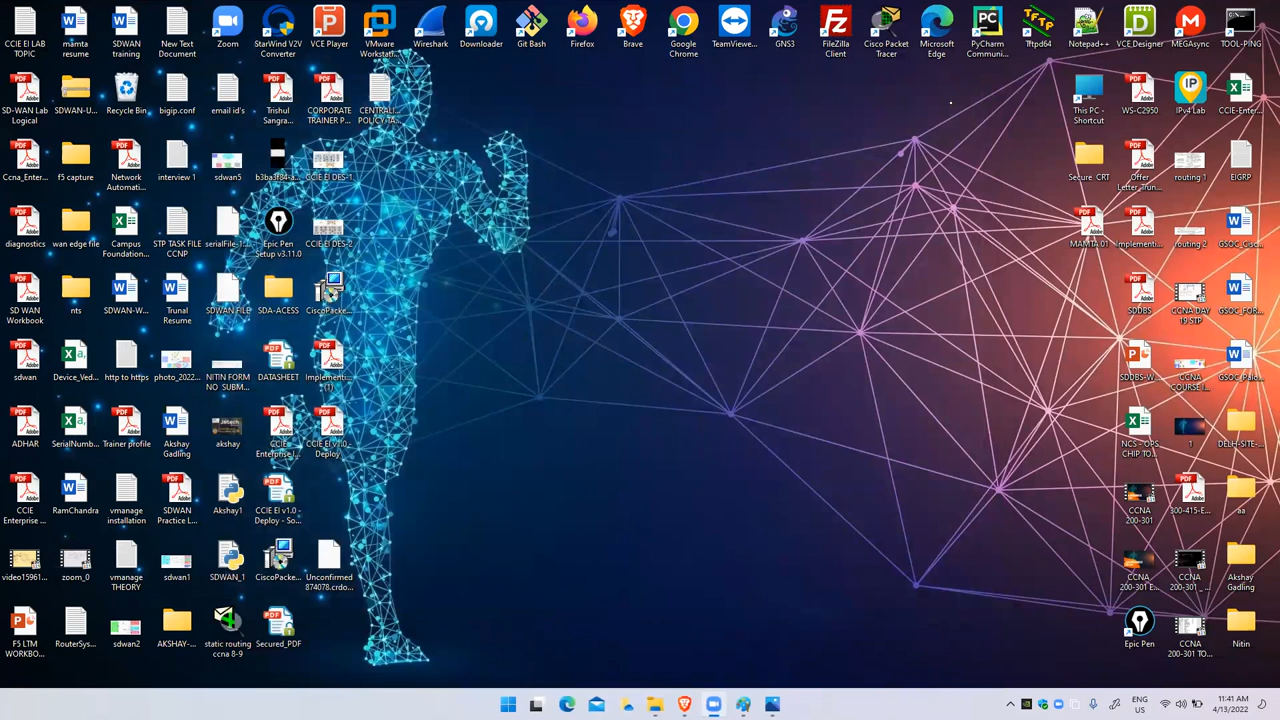 CCIE EI LAB
TOPIC
mamta
resume
SDWAN
training
New Text
Document
Zoom
StarWind V2V
Converter
VCE Player
VMware
Workstat...
Wireshark
Downloader
Git Bash
Firefox
Brave
Google
Chrome
TeamViewe...
GNS3
FileZilla
Client
Cisco Packet
Tracer
Microsoft
Edge
PyCharm
Communi...
Tftpd64
Notepad++
VCE Designer
MEGAsync
TOOL-PING
SD-WAN Lab
Logical
SDWAN-U...
Recycle Bin
bigip.conf
email id's
Trishul
Sangra...
CORPORATE
TRAINER P...
CENTRALI...
POLICY-TA...
This PC -
Shortcut
WS-C2950
IPv4 Lab
CCIE-Enter...
Ccna_Enter...
f5 capture
Network
Automati...
interview 1
sdwan5
b3ba3f84-a...
CCIE EI DES-1
Secure_CRT
Offer
Letter_Trun...
routing 1
EIGRP
diagnostics
wan edge file
Campus
Foundation...
STP TASK FILE
CCNP
serialFile-1...
Epic Pen
Setup v3.11.0
CCIE EI DES-2
MAMTA 01
Implementi...
routing 2
GSOC_Cisc...
SD WAN
Workbook
nts
SDWAN-W...
Trunal
Resume
SDWAN FILE
SDA-ACESS
CiscoPacke...
SDDBS
CCNA DAY
19 STP
GSOC_FOR...
sdwan
Device_Ved...
http to https
photo_2022...
NITIN FORM
NO_SUBM...
DATASHEET
Implementi...
(1)
SDDBS-W...
CCNA
COURSE I...
GSOC_Palo...
ADHAR
SerialNumb...
Trainer profile
Akshay
Gadling
Jetech
akshay
CCIE
Enterprise I...
CCIE EI v1.0 -
Deploy
NCS - OPS
CHIP TO...
1
DELH-SITE-...
CCIE
Enterprise ...
RamChandra
vmanage
installation
SDWAN
Practice L...
Akshay1
CCIE EI v1.0 -
Deploy - So...
CCNA
200-301
300-415-E...
aa
video15961...
zoom_0
vmanage
THEORY
sdwan1
SDWAN_1
CiscoPacke...
Unconfirmed
874078.crdo...
CCNA
200-301 E...
CCNA
200-301 _ ...
Akshay
Gadling
F5 LTM
WORKBO...
RouterSys...
sdwan2
AKSHAY-...
static routing
ccna 8-9
Secured_PDF
Epic Pen
CCNA
200-301 TO...
Nitin
ENG
US
11:41 AM
4/13/2022